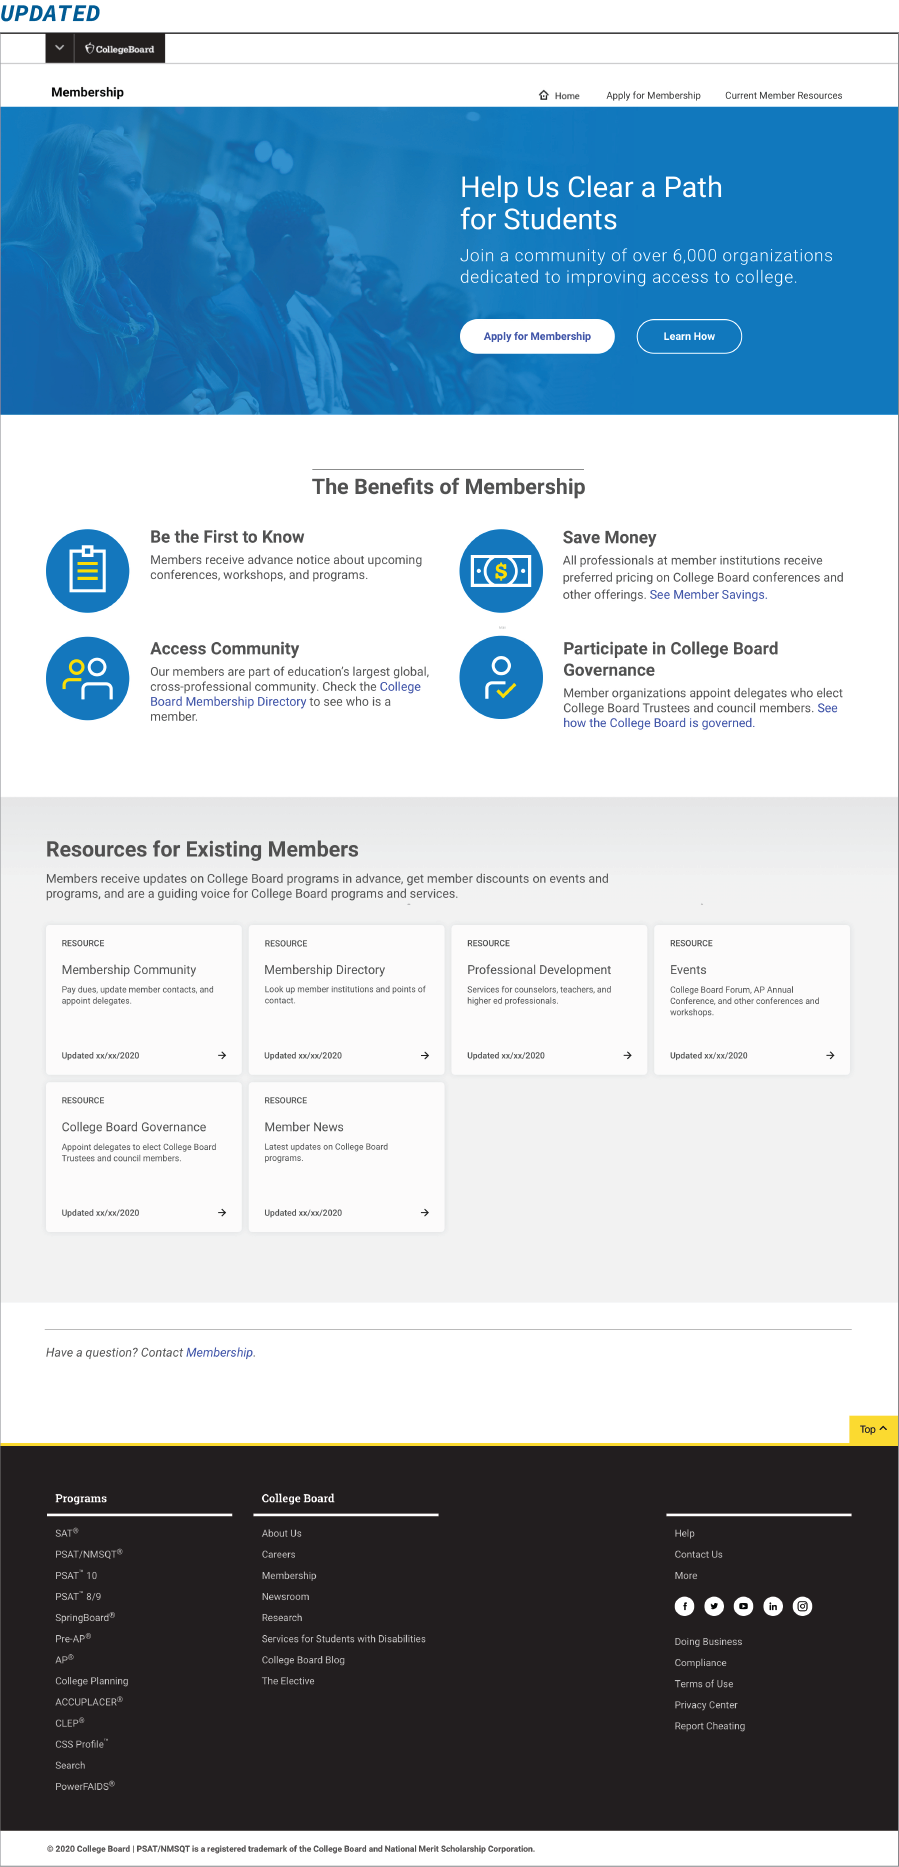 UPDATED
CollegeBoard
Membership
Home Apply for Membership Current Member Resources
Help Us Clear a Path
for Students
Join a community of over 6,000 organizations
dedicated to improving access to college.
Apply for Membership Learn How
The Benefits of Membership
Be the First to Know
Members receive advance notice about upcoming
conferences, workshops, and programs.
Save Money
All professionals at member institutions receive
preferred pricing on College Board conferences and
other offerings. See Member Savings.
Access Community
Our members are part of education's largest global,
cross-professional community. Check the College
Board Membership Directory to see who is a
member.
Participate in College Board
Governance
Member organizations appoint delegates who elect
College Board Trustees and council members. See
how the College Board is governed.
Resources for Existing Members
Members receive updates on College Board programs in advance, get member discounts on events and
programs, and are a guiding voice for College Board programs and services.
RESOURCE
Membership Community
Pay dues, update member contacts, and
appoint delegates.
Updated xx/xx/2020
RESOURCE
Membership Directory
Look up member institutions and points of
contact.
Updated xx/xx/2020
RESOURCE
Professional Development
Services for counselors, teachers, and
higher ed professionals.
Updated xx/xx/2020
RESOURCE
Events
College Board Forum, AP Annual
Conference, and other conferences and
workshops.
Updated xx/xx/2020
RESOURCE
College Board Governance
Appoint delegates to elect College Board
Trustees and council members.
Updated xx/xx/2020
RESOURCE
Member News
Latest updates on College Board
programs.
Updated xx/xx/2020
Have a question? Contact Membership.
Top
Programs
SAT®
PSAT/NMSQT®
PSAT™ 10
PSAT™ 8/9
SpringBoard®
Pre-AP®
AP®
College Planning
ACCUPLACER®
CLEP®
CSS Profile™
Search
PowerFAIDS®
College Board
About Us
Careers
Membership
Newsroom
Research
Services for Students with Disabilities
College Board Blog
The Elective
Help
Contact Us
More
Doing Business
Compliance
Terms of Use
Privacy Center
Report Cheating
© 2020 College Board | PSAT/NMSQT is a registered trademark of the College Board and National Merit Scholarship Corporation.